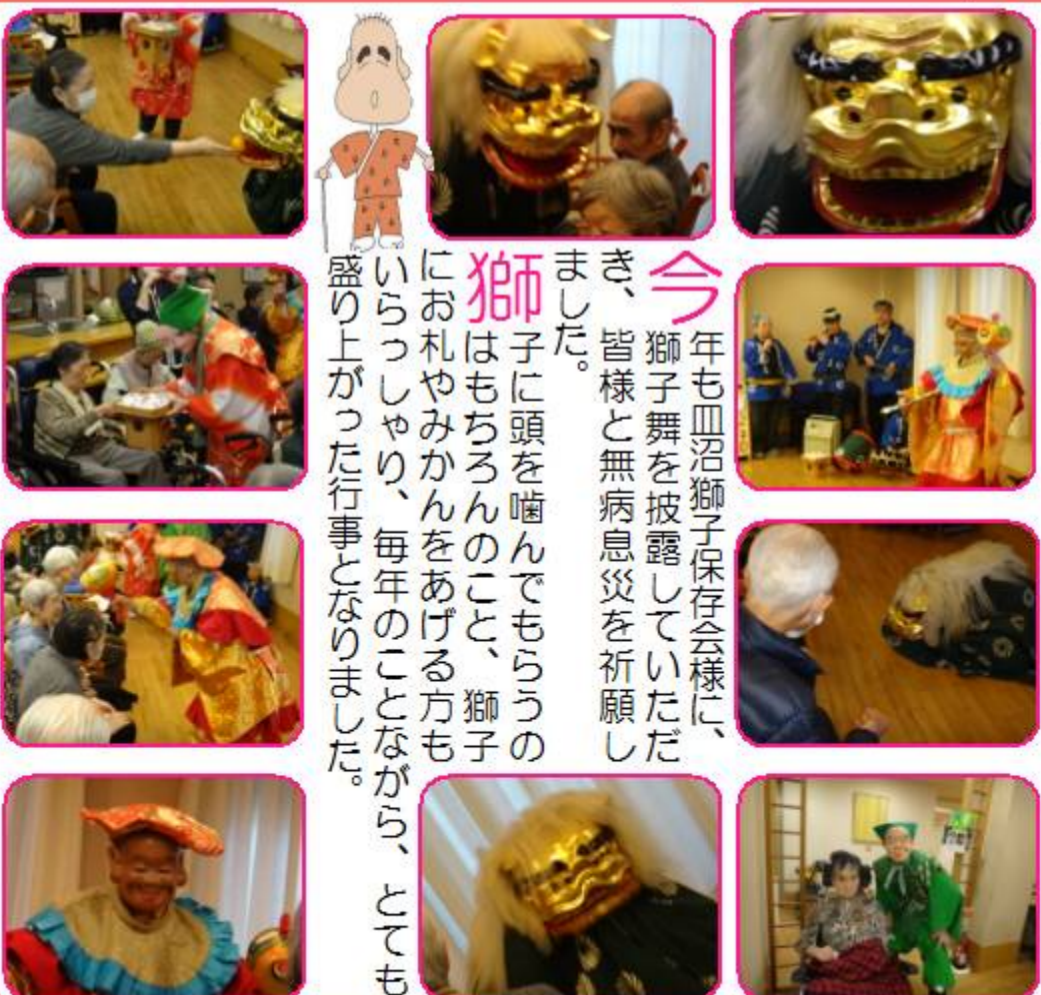 今年も皿沼獅子保存会様に、
獅子舞を披露していただ
き、皆様と無病息災を祈願し
ました。
獅子に頭を噛んでもらうの
はもちろんのこと、獅子
にお札やみかんをあげる方も
いらっしゃり、毎年のことながら、とても
盛り上がった行事となりました。